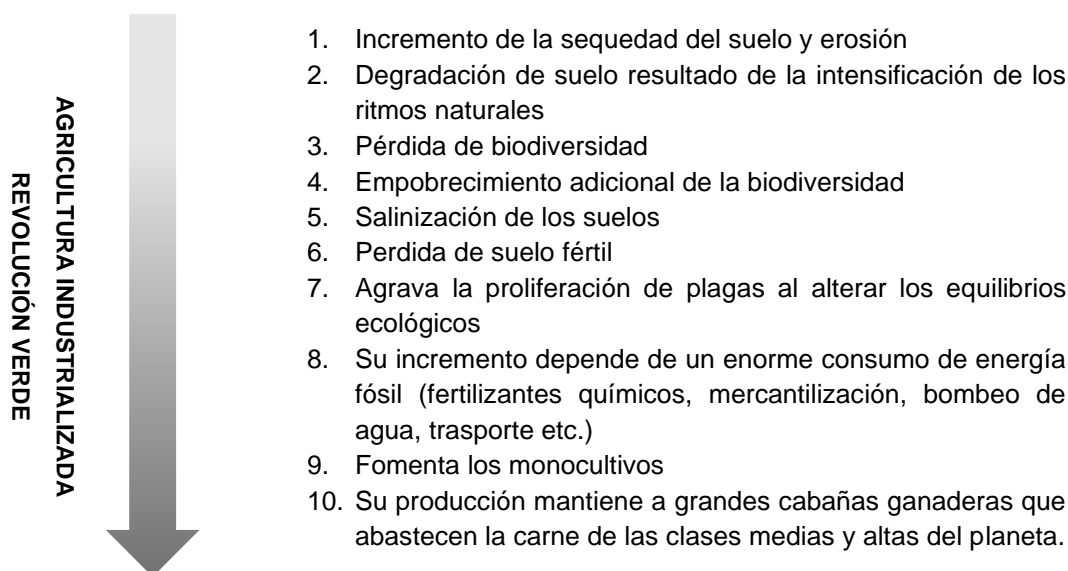 AGRICULTURA INDUSTRIALIZADA
REVOLUCIÓN VERDE
1. Incremento de la sequedad del suelo y erosión
2. Degradación de suelo resultado de la intensificación de los
ritmos naturales
3. Pérdida de biodiversidad
4. Empobrecimiento adicional de la biodiversidad
5. Salinización de los suelos
6. Perdida de suelo fértil
7. Agrava la proliferación de plagas al alterar los equilibrios
ecológicos
8. Su incremento depende de un enorme consumo de energía
fósil (fertilizantes químicos, mercantilización, bombeo de
agua, trasporte etc.)
9. Fomenta los monocultivos
10. Su producción mantiene a grandes cabañas ganaderas que
abastecen la carne de las clases medias y altas del planeta.